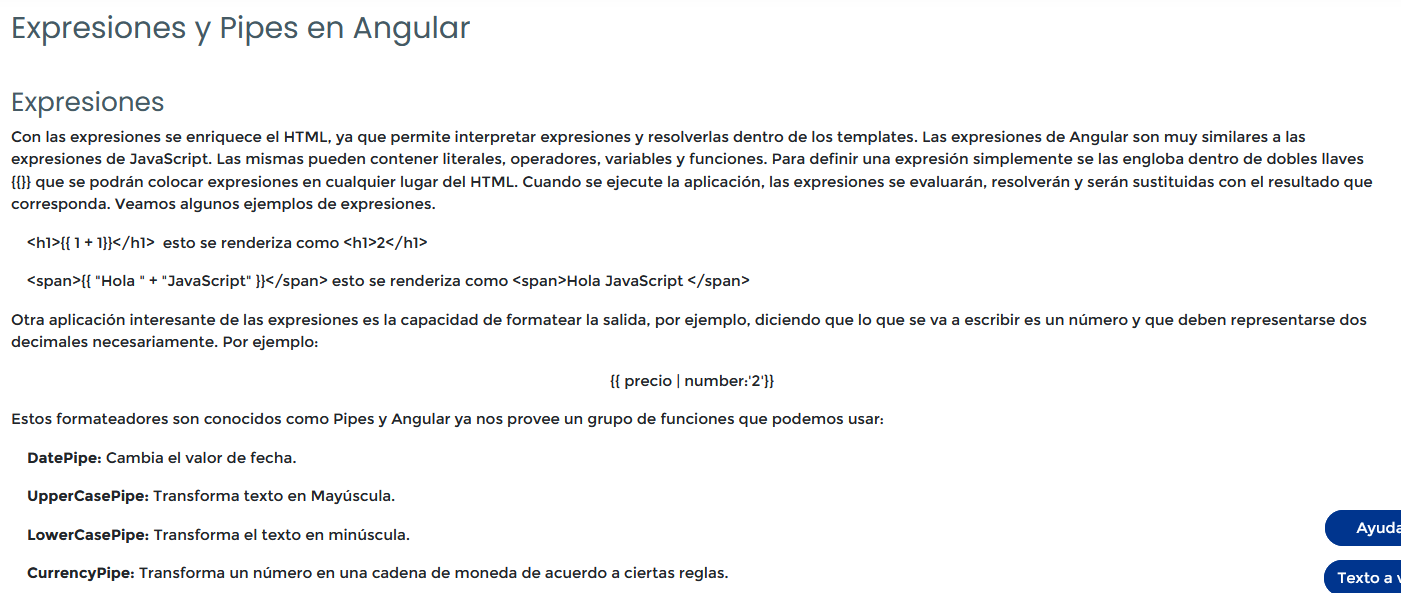 Expresiones y Pipes en Angular
Expresiones
Con las expresiones se enriquece el HTML, ya que permite interpretar expresiones y resolverlas dentro de los templates. Las expresiones de Angular son muy similares a las
expresiones de JavaScript. Las mismas pueden contener literales, operadores, variables y funciones. Para definir una expresión simplemente se las engloba dentro de dobles llaves
{{}} que se podrán colocar expresiones en cualquier lugar del HTML. Cuando se ejecute la aplicación, las expresiones se evaluarán, resolverán y serán sustituidas con el resultado que
corresponda. Veamos algunos ejemplos de expresiones.
<h1>{{ 1 + 1}}</h1>  esto se renderiza como <h1>2</h1>
<span>{{ "Hola " + "JavaScript" }}</span> esto se renderiza como <span>Hola JavaScript </span>
Otra aplicación interesante de las expresiones es la capacidad de formatear la salida, por ejemplo, diciendo que lo que se va a escribir es un número y que deben representarse dos
decimales necesariamente. Por ejemplo:
{{ precio | number:'2'}}
Estos formateadores son conocidos como Pipes y Angular ya nos provee un grupo de funciones que podemos usar:
DatePipe: Cambia el valor de fecha.
UpperCasePipe: Transforma texto en Mayúscula.
LowerCasePipe: Transforma el texto en minúscula.
Ayuda
CurrencyPipe: Transforma un número en una cadena de moneda de acuerdo a ciertas reglas.
Texto a